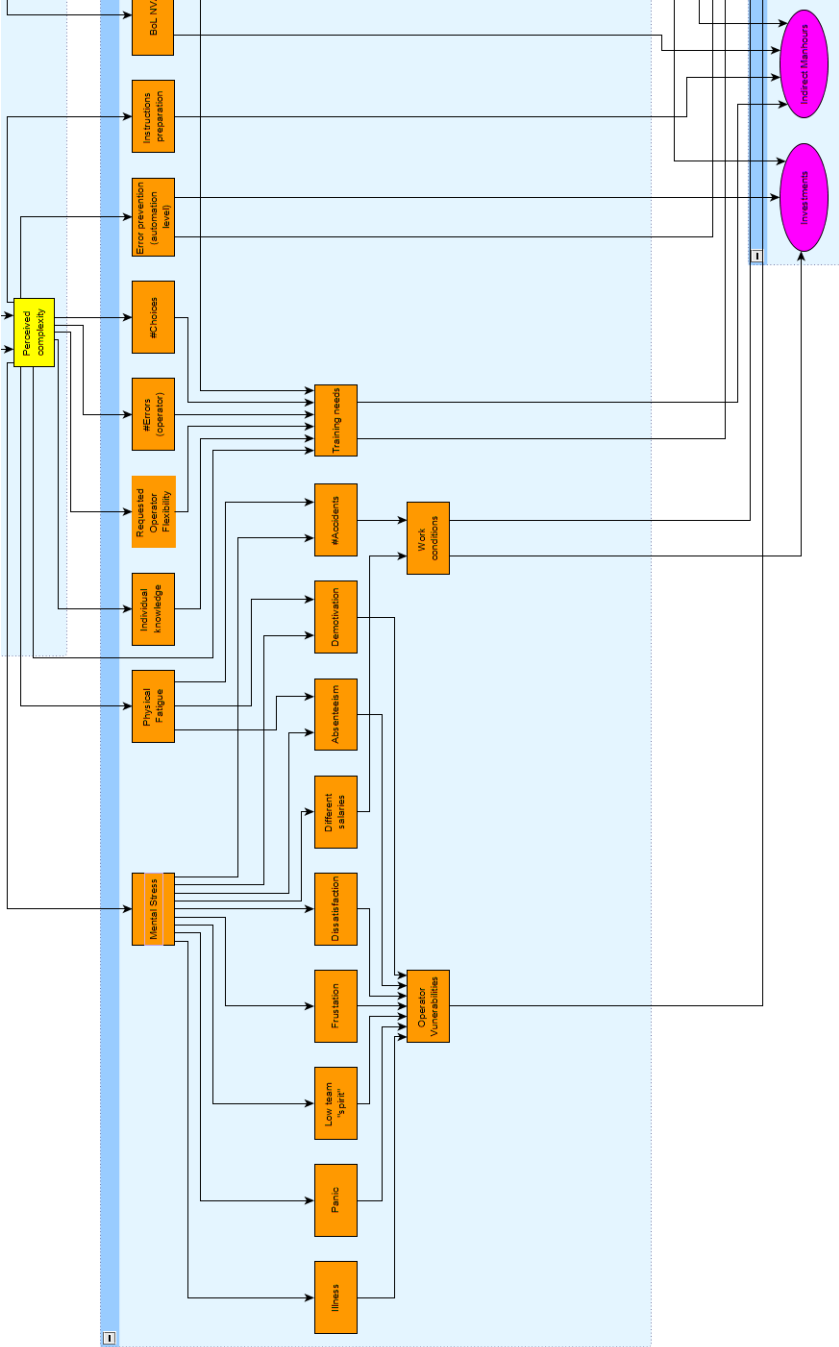 BoL NV
Indirect Manhours
Instructions
preparation
Investments
Error prevention
(automation
level)
Perceived
complexity
#Choices
#Errors
(operator)
Training needs
Requested
Operator
Flexibility
#Accidents
Work
conditions
Individual
knowledge
Demotivation
Physical
Fatigue
Absenteeism
Different
salaries
Mental Stress
Dissatisfaction
Frustation
Operator
Vunerabilities
Low team
"spirit"
Panic
Illness